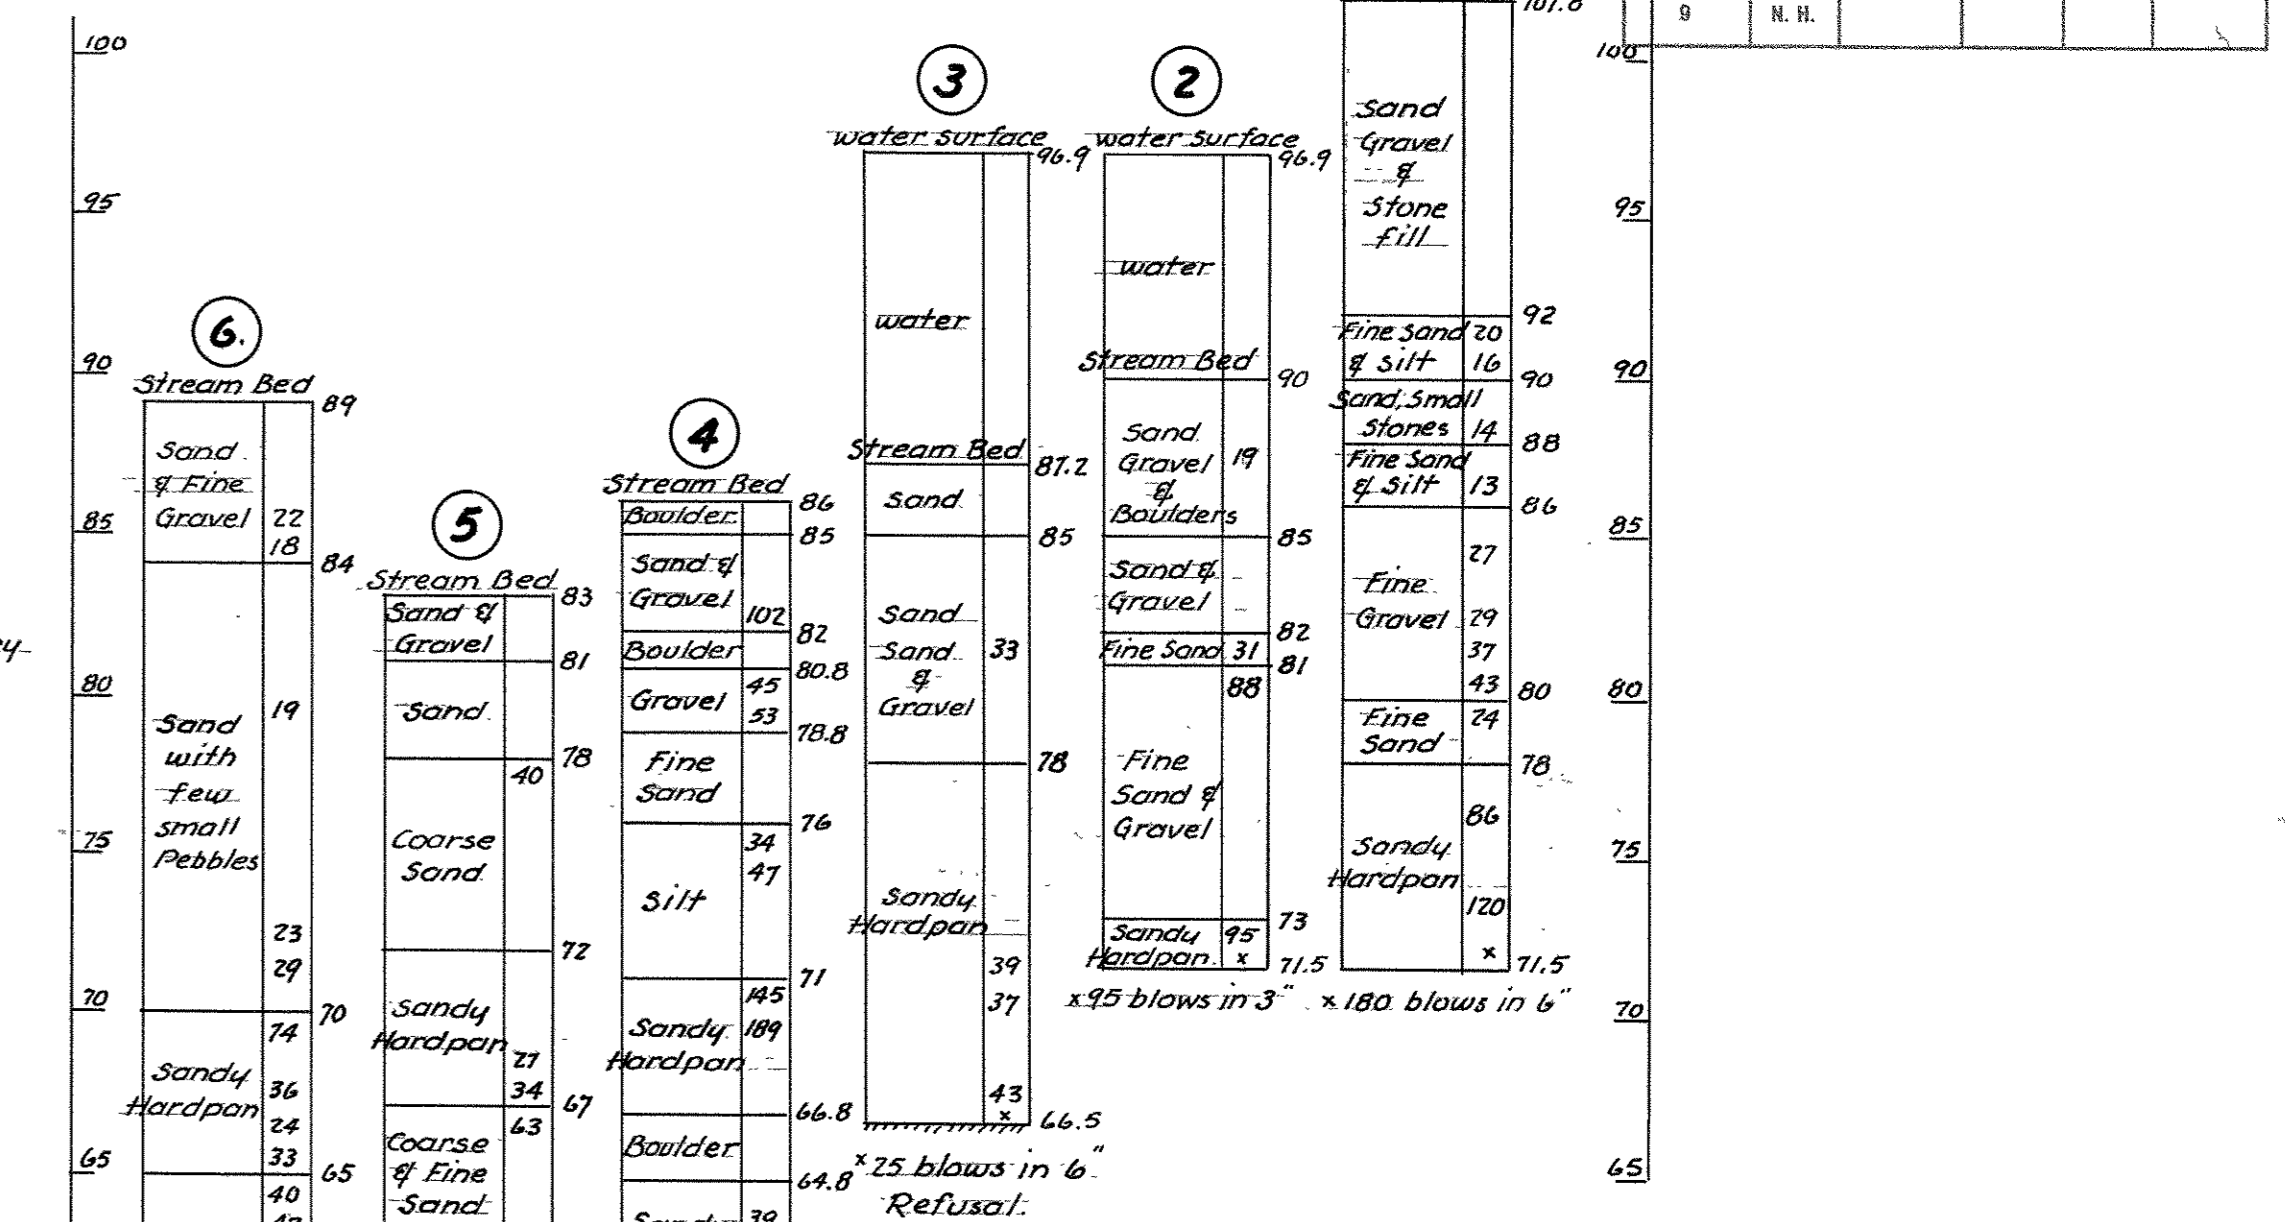 100
95
90
85
80
75
70
65
6.
Stream Bed
89
Sand
& Fine
Gravel 22
18
84
Sand 19
with
few
small
Pebbles
23
29
70
74
Sandy 36
Hardpan 24
33
65
40
5
Stream Bed
83
Sand &
Gravel
81
Sand
78
40
Coarse
Sand
72
Sandy
Hardpan 27
34
67
63
Coarse
& Fine
Sand
4
Stream Bed
86
Boulder
85
Sand &
Gravel 102
82
Boulder
80.8
45
Gravel 53
78.8
Fine
Sand
76
34
47
Silt
71
145
Sandy 189
Hardpan
66.8
Boulder
64.8
Sandy 39
3
water surface
96.9
water
Stream Bed
87.2
Sand
85
Sand
Sand 33
&
Gravel
78
Sandy
Hardpan
39
37
43
x
66.5
x 25 blows in 6"
Refusal.
2
water surface
96.9
water
Stream Bed
90
Sand
Gravel 19
&
Boulders
85
Sand &
Gravel
82
Fine Sand 31
81
88
Fine
Sand &
Gravel
73
Sandy 95
Hardpan x
71.5
x 95 blows in 3"
101.8
Sand
Gravel
&
Stone
fill
92
Fine Sand 20
& Silt 16
90
Sand, Small
Stones 14
88
Fine Sand
& Silt 13
86
27
Fine
Gravel 29
37
43
80
Fine 24
Sand
78
86
Sandy
Hardpan
120
x
71.5
x 180 blows in 6"
100
95
90
85
80
75
70
65
9 N. H.